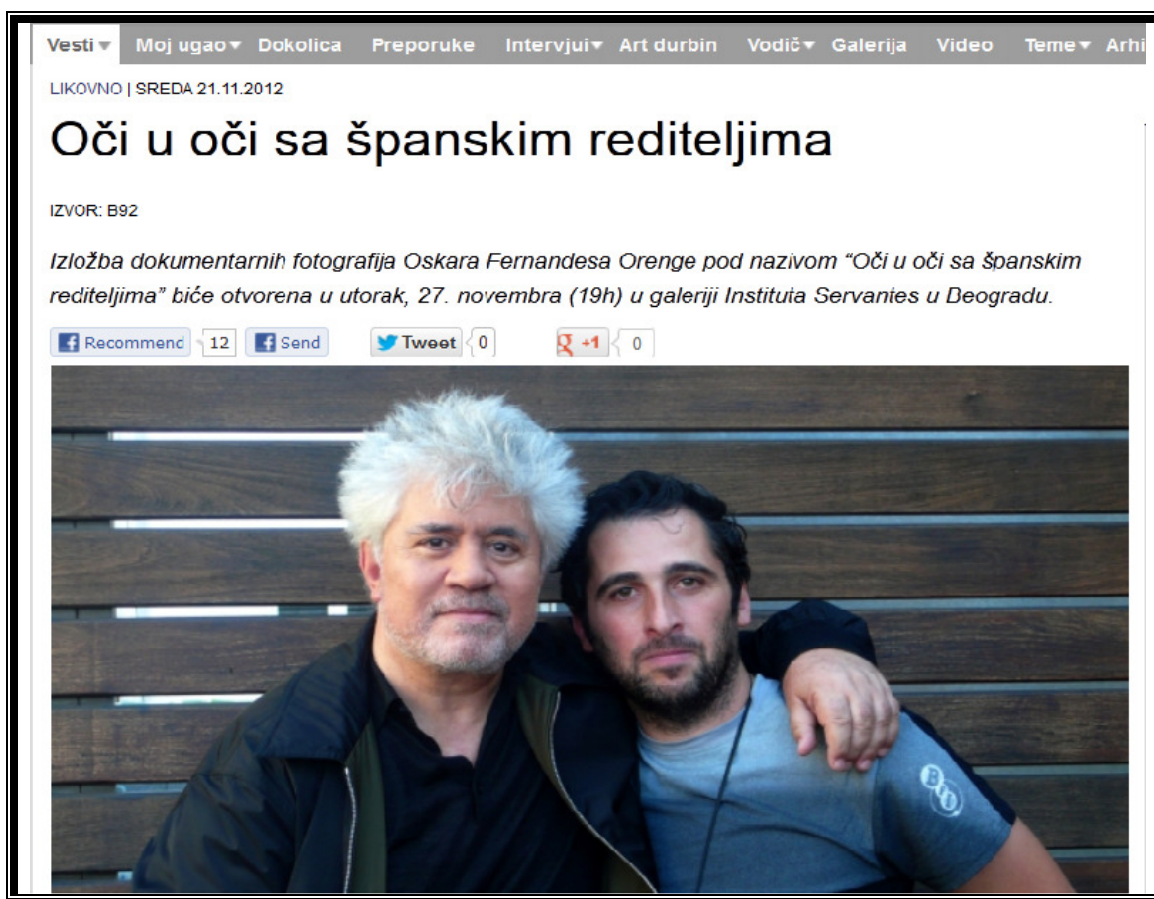 Vesti Moj ugao Dokolica Preporuke Intervjui Art durbin Vodič Galerija Video Teme Arhi
LIKOVNO | SREDA 21.11.2012
Oči u oči sa španskim rediteljima
IZVOR: B92
Izložba dokumentarnih fotografija Oskara Fernandesa Orenge pod nazivom “Oči u oči sa španskim
rediteljima” biće otvorena u utorak, 27. novembra (19h) u galeriji Instituta Servantes u Beogradu.
Recommend 12 Send Tweet 0 +1 0